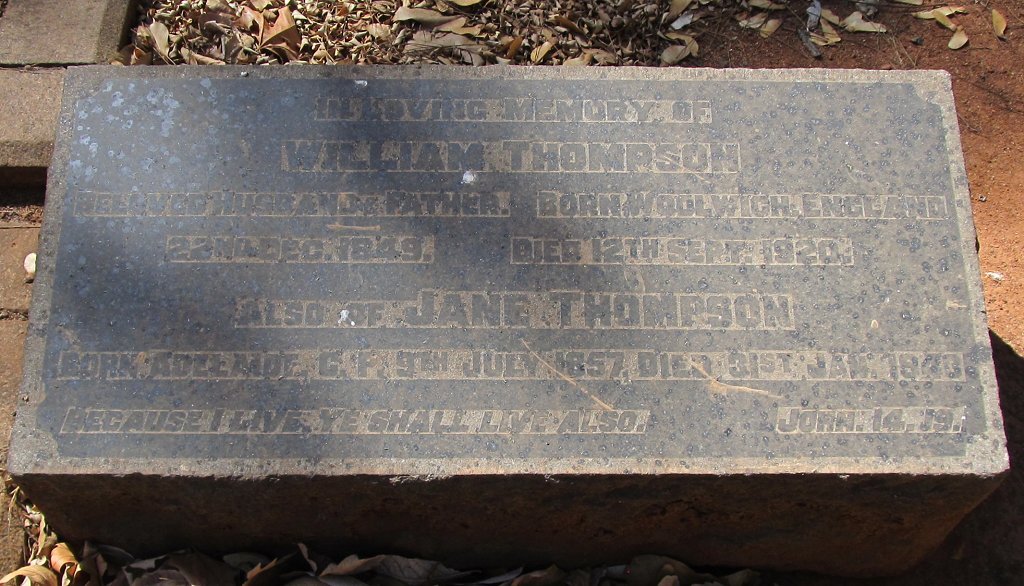 IN LOVING MEMORY OF
WILLIAM THOMPSON
BELOVED HUSBAND & FATHER. BORN WOOLWICH, ENGLAND
22ND DEC. 1849. DIED 12TH SEPT. 1920.
ALSO OF JANE THOMPSON
BORN C. P. 9TH JULY 1857. DIED 31ST JAN.
BECAUSE I LIVE, YE SHALL LIVE ALSO. JOHN. 14. 19.